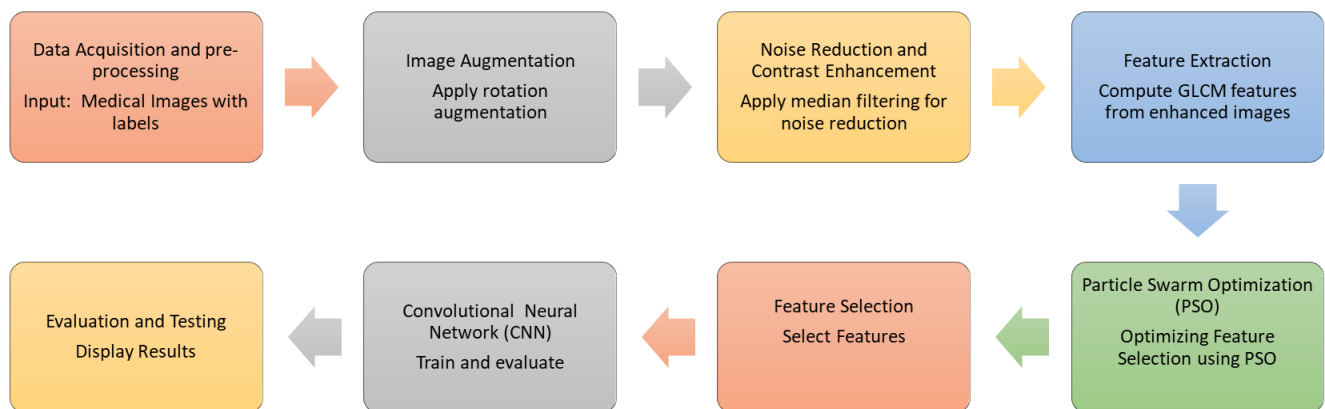 Data Acquisition and pre-
processing
Input:  Medical Images with
labels
Image Augmentation
Apply rotation
augmentation
Noise Reduction and
Contrast Enhancement
Apply median filtering for
noise reduction
Feature Extraction
Compute GLCM features
from enhanced images
Particle Swarm Optimization
(PSO)
Optimizing Feature
Selection using PSO
Feature Selection
Select Features
Convolutional  Neural
Network (CNN)
Train and evaluate
Evaluation and Testing
Display Results